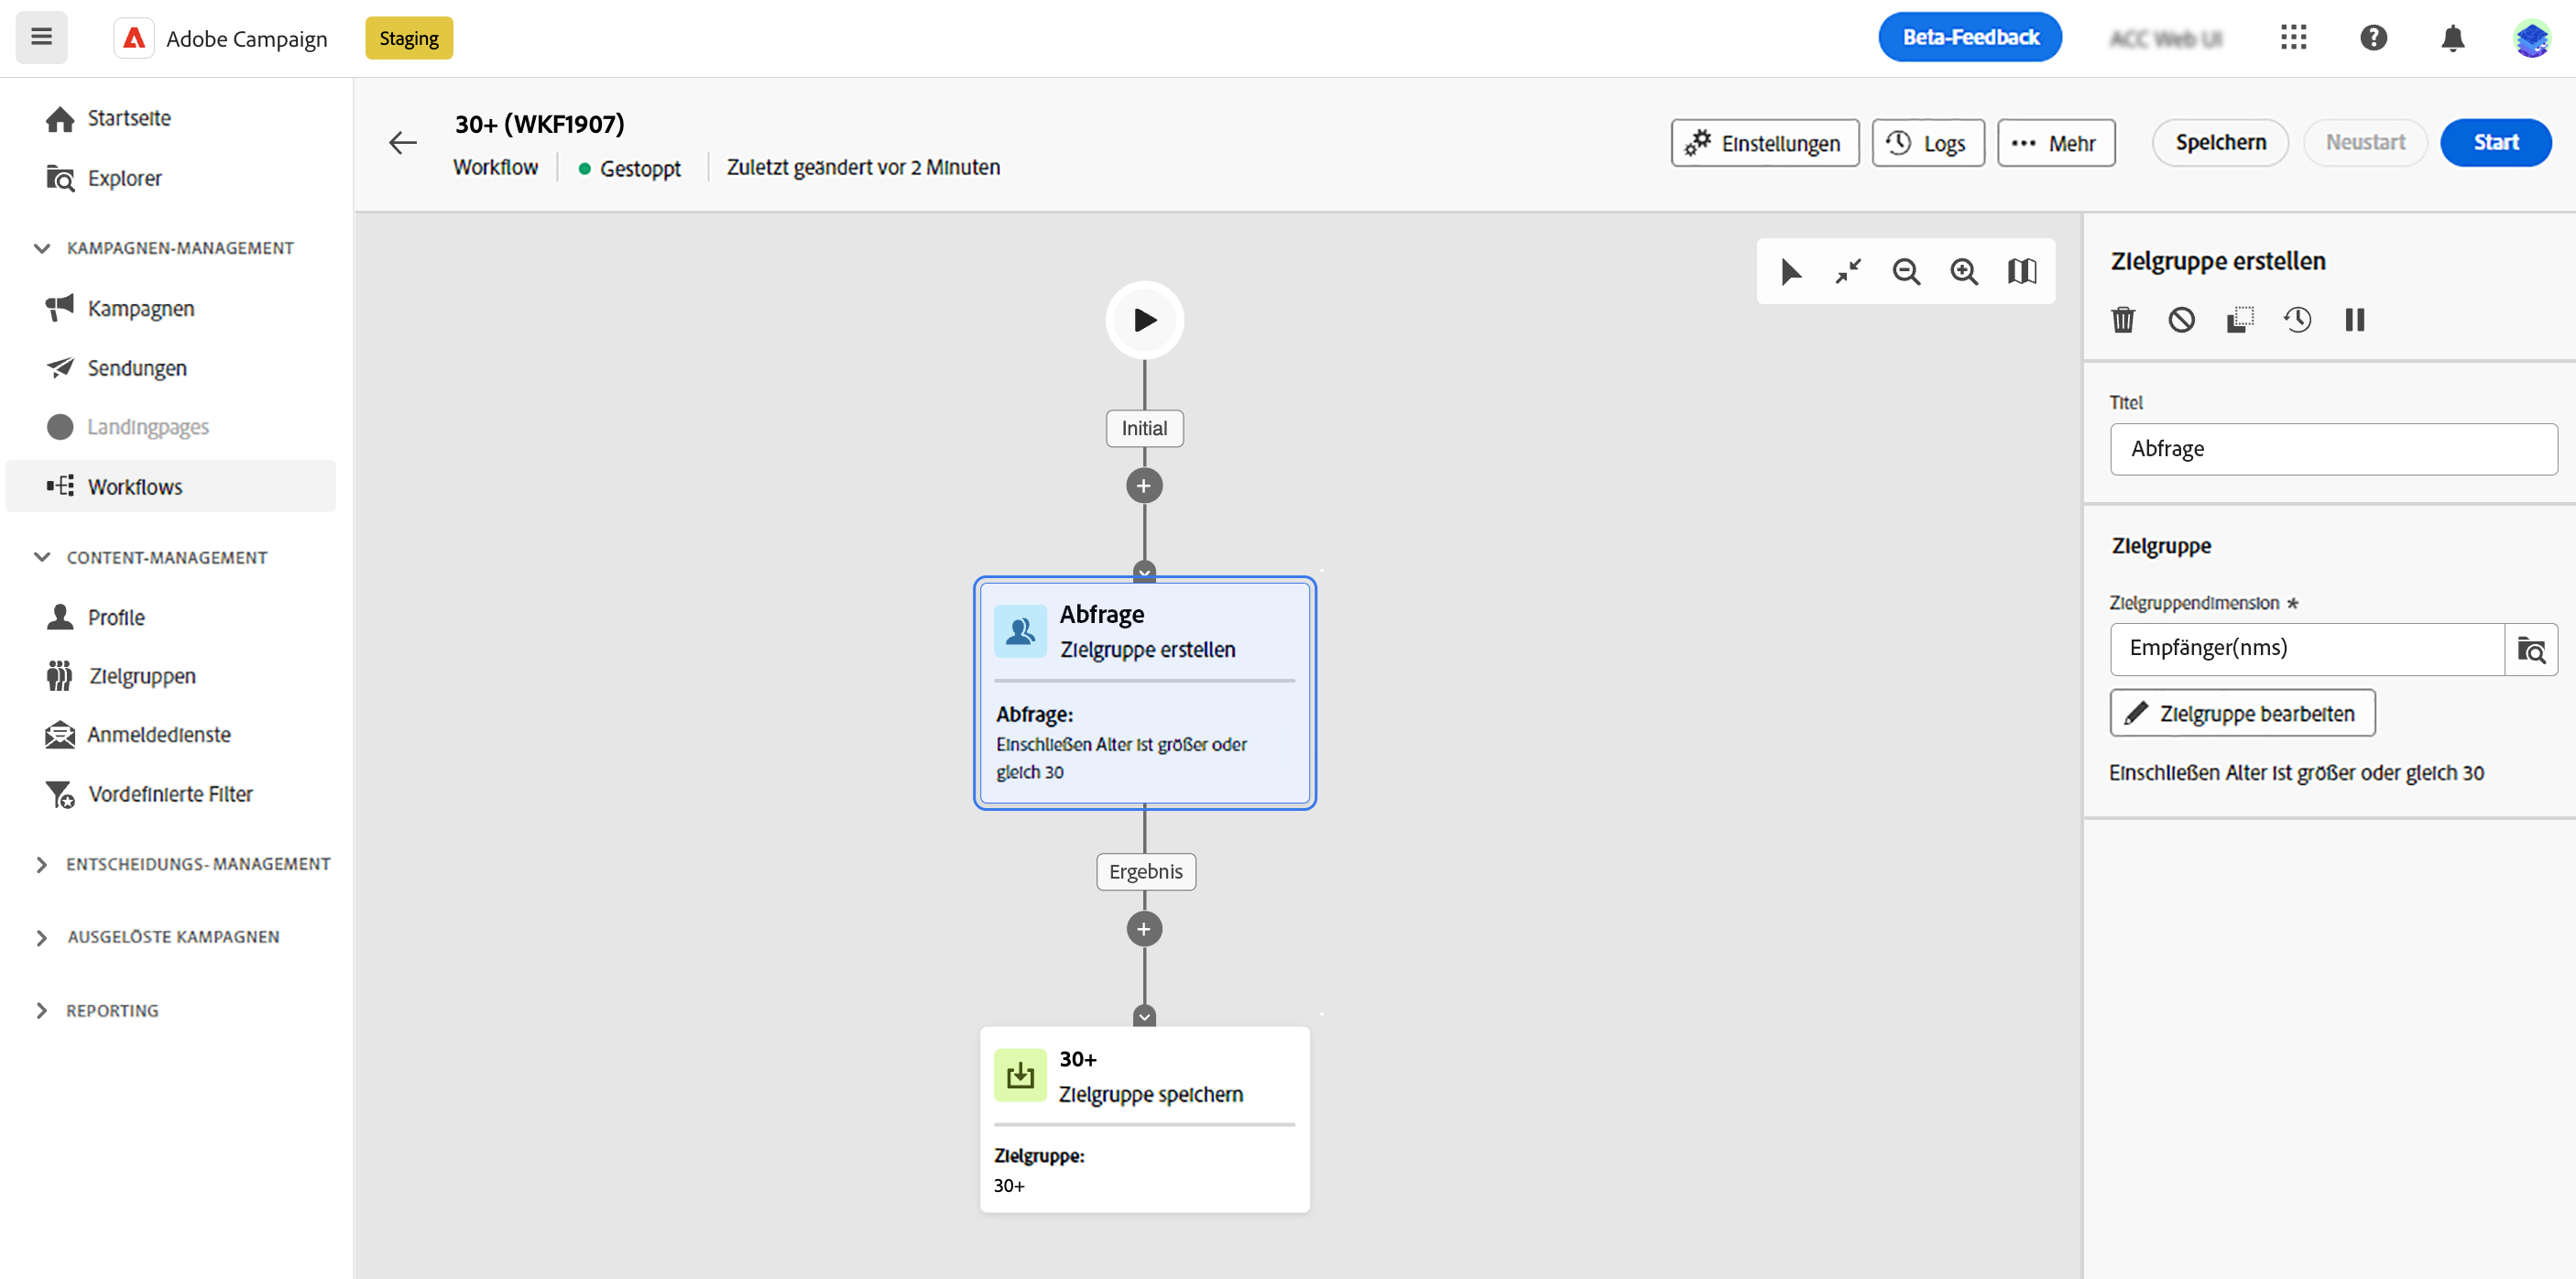 Adobe Campaign
Staging
Beta-Feedback
Startseite
Explorer
KAMPAGNEN-MANAGEMENT
Kampagnen
Sendungen
Landingpages
Workflows
CONTENT-MANAGEMENT
Profile
Zielgruppen
Anmeldedienste
Vordefinierte Filter
ENTSCHEIDUNGS- MANAGEMENT
AUSGELÖSTE KAMPAGNEN
REPORTING
30+ (WKF1907)
Workflow
Gestoppt
Zuletzt geändert vor 2 Minuten
Einstellungen
Logs
Mehr
Speichern
Neustart
Start
Initial
Abfrage
Zielgruppe erstellen
Abfrage:
Einschließen Alter ist größer oder
gleich 30
Ergebnis
30+
Zielgruppe speichern
Zielgruppe:
30+
Zielgruppe erstellen
Titel
Abfrage
Zielgruppe
Zielgruppendimension *
Empfänger(nms)
Zielgruppe bearbeiten
Einschließen Alter ist größer oder gleich 30